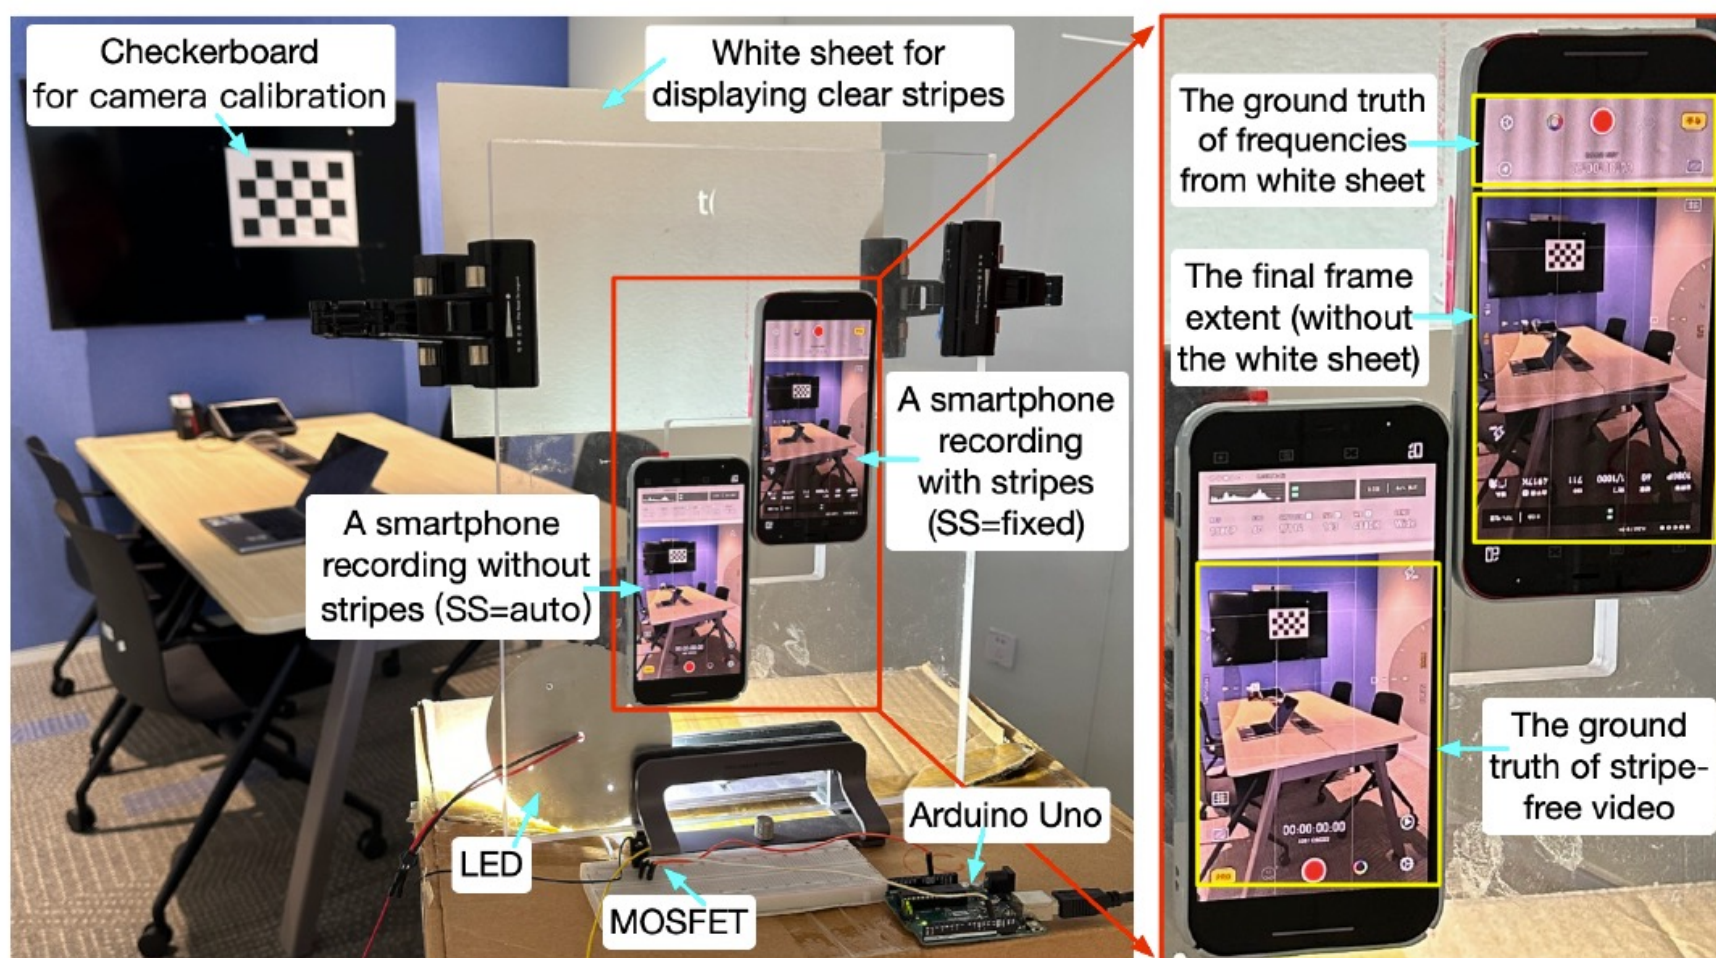 Checkerboard
for camera calibration
White sheet for
displaying clear stripes
t(
A smartphone
recording
with stripes
(SS=fixed)
A smartphone
recording without
stripes (SS=auto)
LED
MOSFET
Arduino Uno
The ground truth
of frequencies
from white sheet
The final frame
extent (without
the white sheet)
The ground
truth of stripe-
free video
00:00:00:00